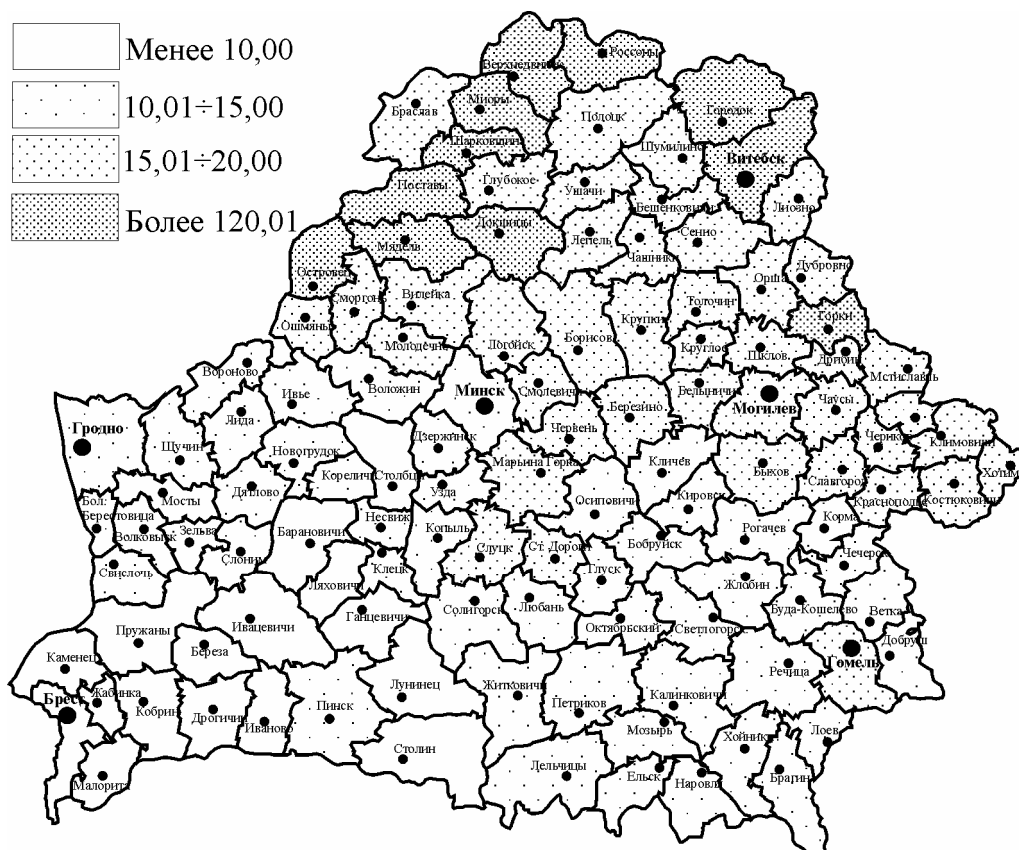 Менее 10,00
10,01÷15,00
15,01÷20,00
Более 120,01
Верхнедвинск
Россоны
Браслав
Миоры
Полоцк
Городок
Шарковщина
Шумилино
Витебск
Поставы
Глубокое
Ушачи
Бешенковичи
Лиозно
Мядель
Докшицы
Лепель
Чашники
Сенно
Островец
Сморгонь
Вилейка
Орша
Дубровно
Ошмяны
Молодечно
Логойск
Борисов
Крупки
Толочин
Горки
Круглое
Шклов
Дрибин
Мстиславль
Вороново
Ивье
Воложин
Минск
Смолевичи
Белыничи
Могилев
Чаусы
Гродно
Щучин
Лида
Новогрудок
Дзержинск
Червень
Березино
Чериков
Климовичи
Хотим
Кореличи
Столбцы
Узда
Марьина Горка
Кличев
Быхов
Славгород
Краснополье
Костюковичи
Бол.
Берестовица
Мосты
Дятлово
Волковыск
Зельва
Слоним
Барановичи
Несвиж
Копыль
Осиповичи
Кировск
Рогачев
Корма
Свислочь
Ляховичи
Клецк
Слуцк
Ст. Дороги
Бобруйск
Глуск
Жлобин
Чечерск
Пружаны
Ивацевичи
Ганцевичи
Солигорск
Любань
Октябрьский
Светлогорск
Буда-Кошелево
Ветка
Каменец
Береза
Добруш
Гомель
Брест
Жабинка
Кобрин
Дрогичин
Иваново
Пинск
Лунинец
Житковичи
Петриков
Калинковичи
Речица
Малорита
Столин
Лельчицы
Мозырь
Ельск
Наровля
Хойники
Брагин
Лоев